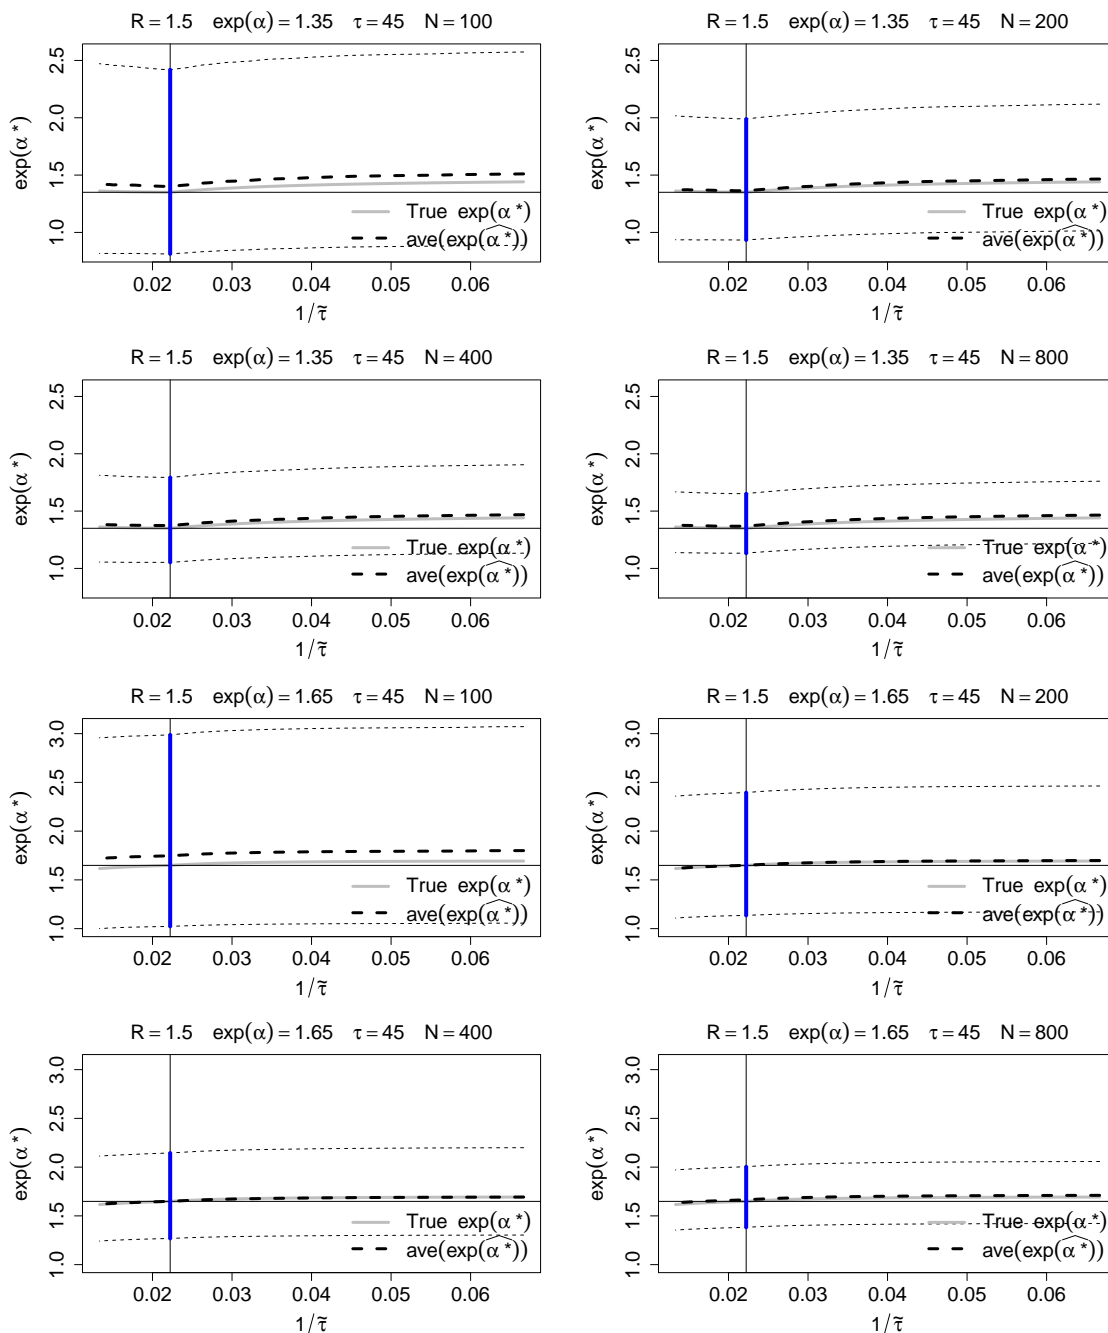 R = 1.5 exp(α) = 1.35 τ = 45 N = 100
exp(α*)
2.5
2.0
1.5
1.0
True exp(α*)
ave(exp(α̂*))
0.02 0.03 0.04 0.05 0.06
1/τ̃
R = 1.5 exp(α) = 1.35 τ = 45 N = 200
exp(α*)
2.5
2.0
1.5
1.0
True exp(α*)
ave(exp(α̂*))
0.02 0.03 0.04 0.05 0.06
1/τ̃
R = 1.5 exp(α) = 1.35 τ = 45 N = 400
exp(α*)
2.5
2.0
1.5
1.0
True exp(α*)
ave(exp(α̂*))
0.02 0.03 0.04 0.05 0.06
1/τ̃
R = 1.5 exp(α) = 1.35 τ = 45 N = 800
exp(α*)
2.5
2.0
1.5
1.0
True exp(α*)
ave(exp(α̂*))
0.02 0.03 0.04 0.05 0.06
1/τ̃
R = 1.5 exp(α) = 1.65 τ = 45 N = 100
exp(α*)
3.0
2.5
2.0
1.5
1.0
True exp(α*)
ave(exp(α̂*))
0.02 0.03 0.04 0.05 0.06
1/τ̃
R = 1.5 exp(α) = 1.65 τ = 45 N = 200
exp(α*)
3.0
2.5
2.0
1.5
1.0
True exp(α*)
ave(exp(α̂*))
0.02 0.03 0.04 0.05 0.06
1/τ̃
R = 1.5 exp(α) = 1.65 τ = 45 N = 400
exp(α*)
3.0
2.5
2.0
1.5
1.0
True exp(α*)
ave(exp(α̂*))
0.02 0.03 0.04 0.05 0.06
1/τ̃
R = 1.5 exp(α) = 1.65 τ = 45 N = 800
exp(α*)
3.0
2.5
2.0
1.5
1.0
True exp(α*)
ave(exp(α̂*))
0.02 0.03 0.04 0.05 0.06
1/τ̃